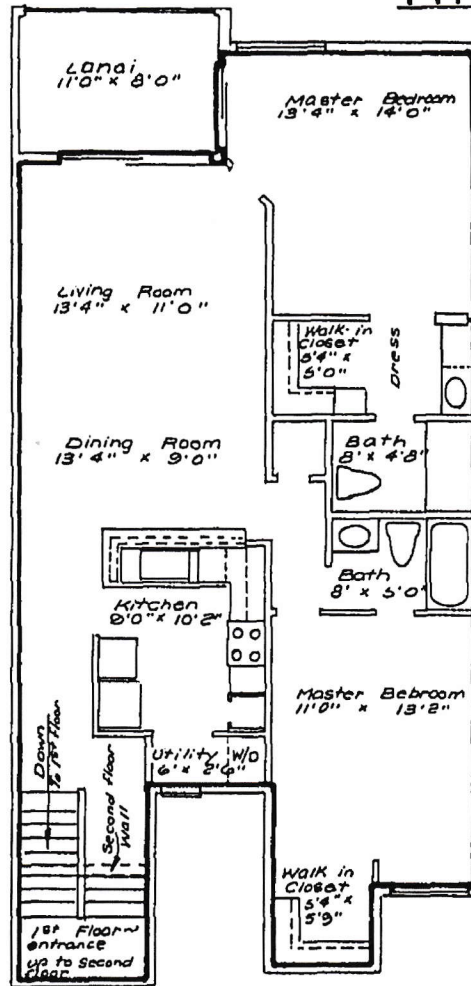 Lanai
11'0" x 8'0"
Master Bedroom
13'4" x 14'0"
Living Room
13'4" x 11'0"
Walk-in
Closet
5'4" x
5'0"
Dress
Dining Room
13'4" x 9'0"
Bath
8' x 4'8"
Bath
8' x 5'0"
Kitchen
9'0" x 10'2"
Master Bebroom
11'0" x 13'2"
Utility W/D
6' x 2'6"
Down
To 1st floor
Second floor
Wall
Walk in
Closet
5'4" x
5'9"
1st Floor~
entrance
up to second
floor